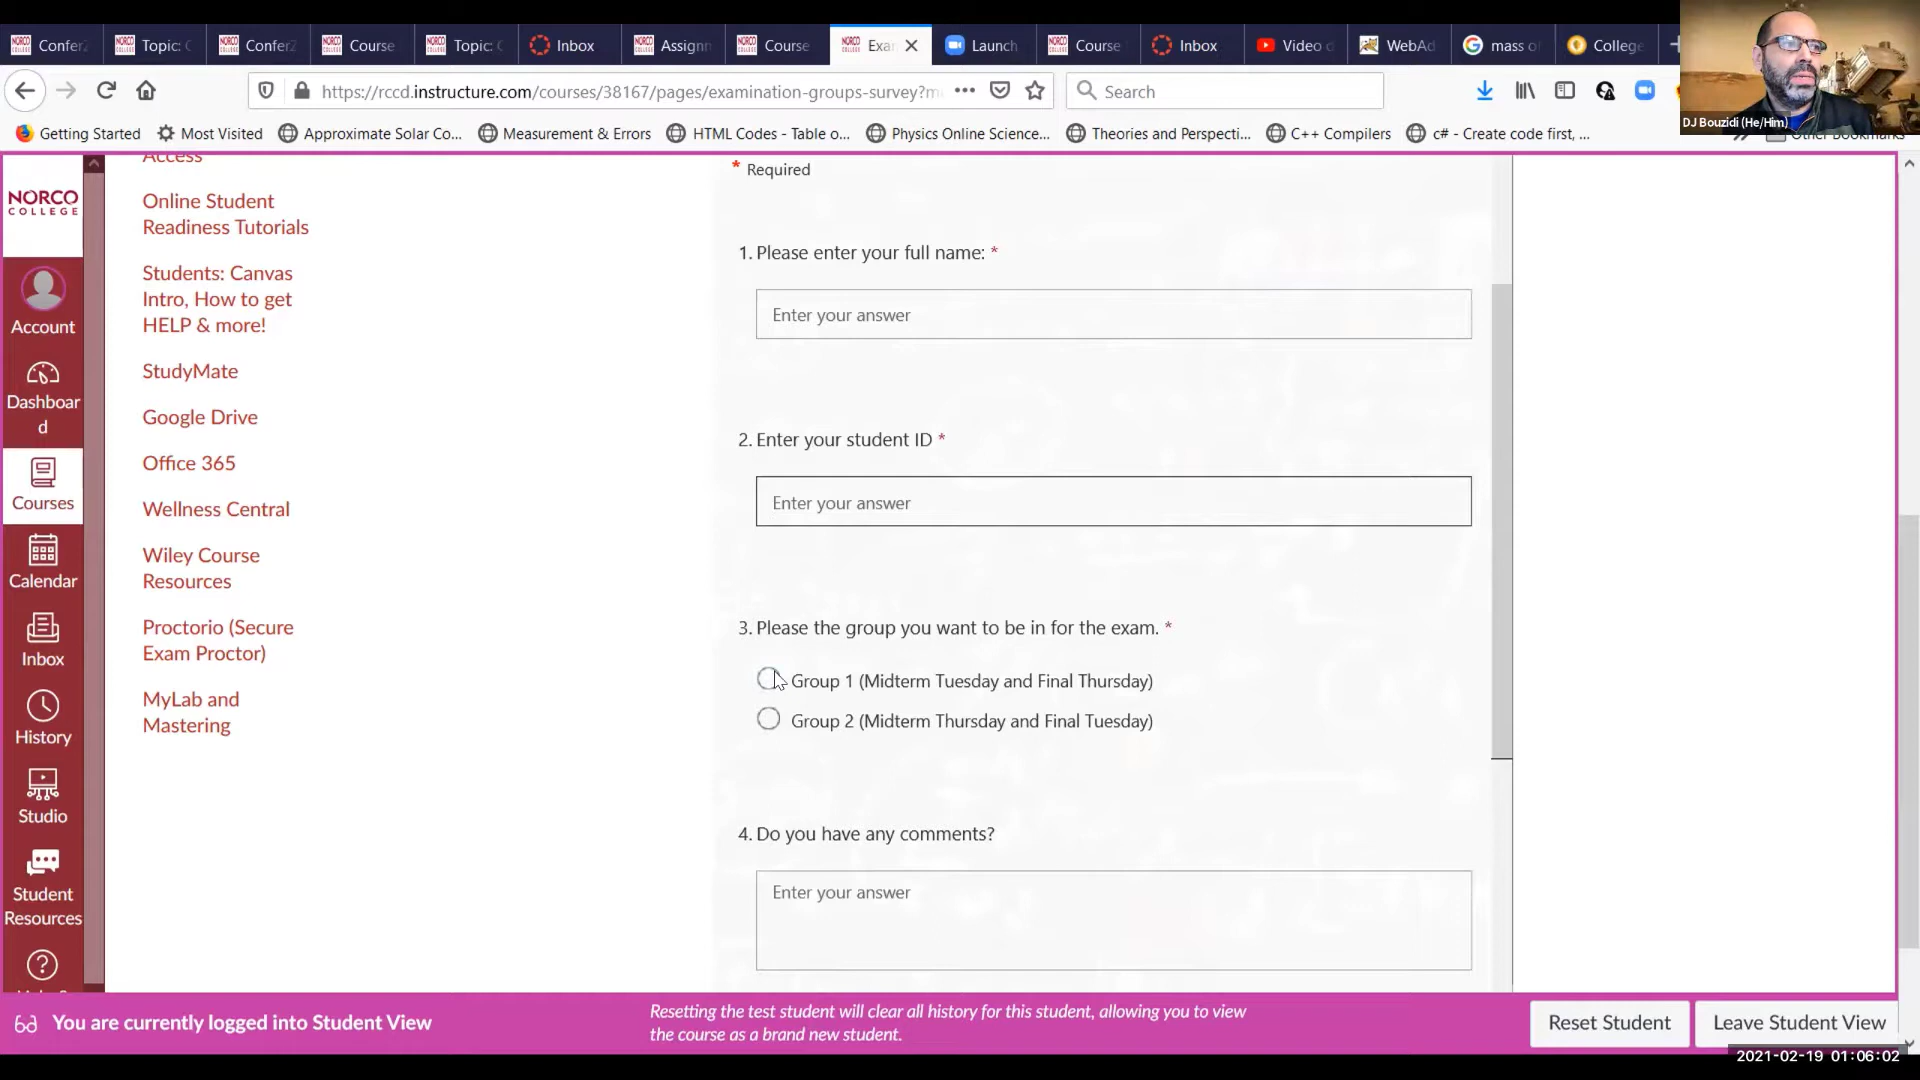 Confer
Topic: C
Confer
Course
Topic: C
Inbox
Assignm
Course
Exa
Launch
Course
Inbox
Video
WebAd
mass o
College
https://rccd.instructure.com/courses/38167/pages/examination-groups-survey?m
Search
Getting Started
Most Visited
Approximate Solar Co...
Measurement & Errors
HTML Codes - Table o...
Physics Online Science...
Theories and Perspecti...
C++ Compilers
c# - Create code first, ...
Other Bookmarks
DJ Bouzidi (He/Him)
NORCO
COLLEGE
Account
Dashboar
d
Courses
Calendar
Inbox
History
Studio
Student
Resources
Access
Online Student
Readiness Tutorials
Students: Canvas
Intro, How to get
HELP & more!
StudyMate
Google Drive
Office 365
Wellness Central
Wiley Course
Resources
Proctorio (Secure
Exam Proctor)
MyLab and
Mastering
* Required
1. Please enter your full name: *
Enter your answer
2. Enter your student ID *
Enter your answer
3. Please the group you want to be in for the exam. *
Group 1 (Midterm Tuesday and Final Thursday)
Group 2 (Midterm Thursday and Final Tuesday)
4. Do you have any comments?
Enter your answer
You are currently logged into Student View
Resetting the test student will clear all history for this student, allowing you to view
the course as a brand new student.
Reset Student
Leave Student View
2021-02-19 01:06:02